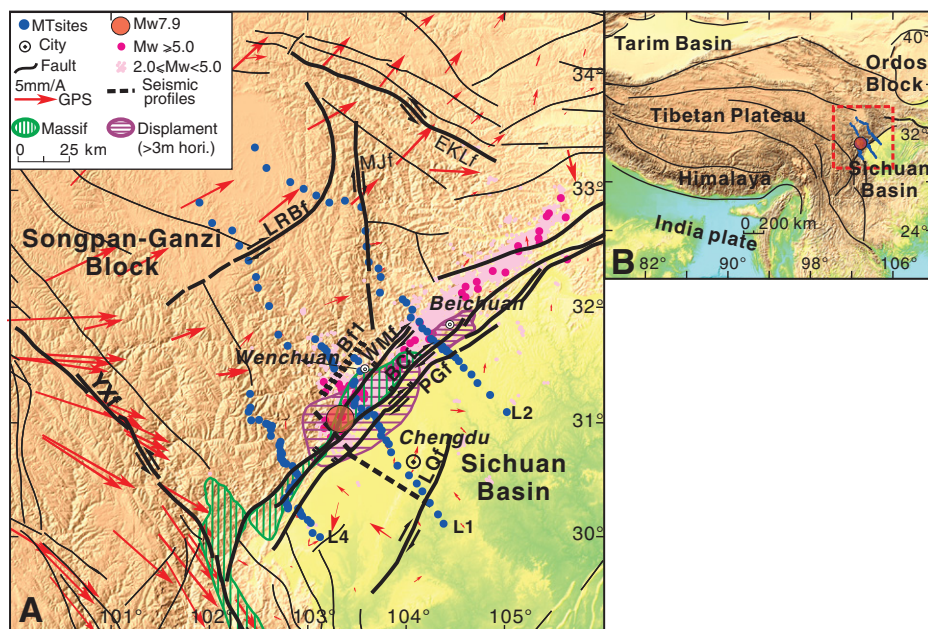 MTsites
Mw7.9
City
Mw ≥5.0
Fault
2.0≤Mw<5.0
5mm/A
GPS
Seismic
profiles
Massif
Displament
(>3m hori.)
0 25 km
34°
33°
32°
31°
30°
101°
102°
103°
104°
105°
EKLf
MJf
LRBf
Songpan-Ganzi
Block
Beichuan
Bf1
WMf
Wenchuan
BCf
PGf
YXf
L2
Chengdu
LQf
Sichuan
Basin
L1
L4
A
Tarim Basin
40°
Ordos
Block
Tibetan Plateau
32°
Sichuan
Basin
Himalaya
0 200 km
India plate
24°
B
82°
90°
98°
106°